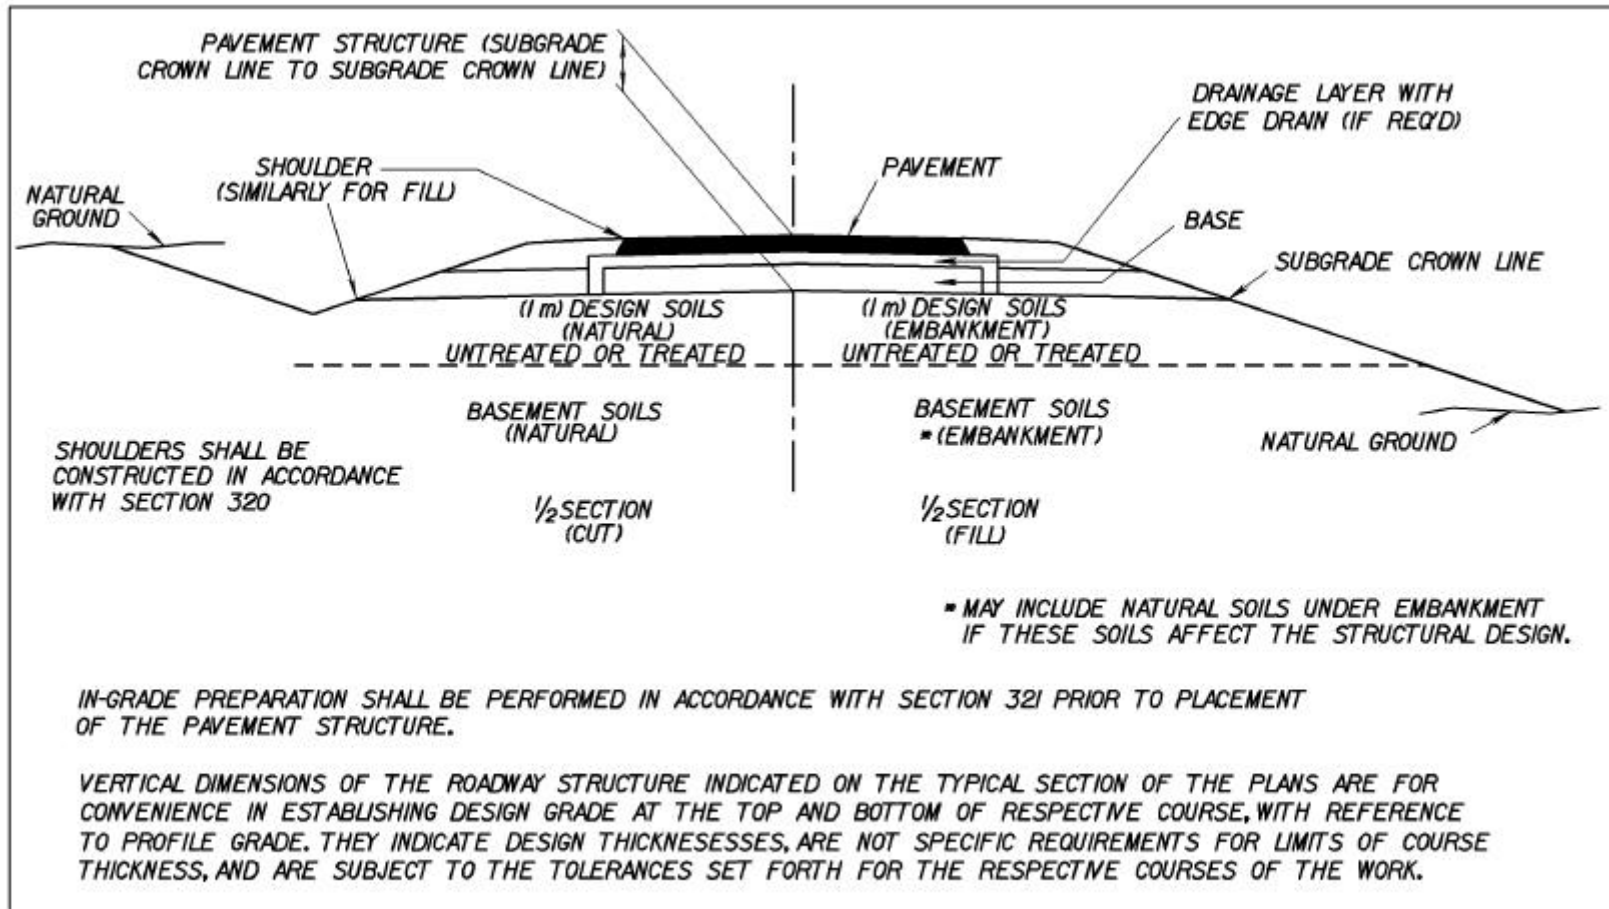 PAVEMENT STRUCTURE (SUBGRADE
CROWN LINE TO SUBGRADE CROWN LINE)
DRAINAGE LAYER WITH
EDGE DRAIN (IF REQ'D)
SHOULDER
(SIMILARLY FOR FILL)
PAVEMENT
NATURAL
GROUND
BASE
SUBGRADE CROWN LINE
(1 m) DESIGN SOILS
(NATURAL)
UNTREATED OR TREATED
(1 m) DESIGN SOILS
(EMBANKMENT)
UNTREATED OR TREATED
BASEMENT SOILS
(NATURAL)
BASEMENT SOILS
* (EMBANKMENT)
NATURAL GROUND
SHOULDERS SHALL BE
CONSTRUCTED IN ACCORDANCE
WITH SECTION 320
1/2 SECTION
(CUT)
1/2 SECTION
(FILL)
* MAY INCLUDE NATURAL SOILS UNDER EMBANKMENT
IF THESE SOILS AFFECT THE STRUCTURAL DESIGN.
IN-GRADE PREPARATION SHALL BE PERFORMED IN ACCORDANCE WITH SECTION 321 PRIOR TO PLACEMENT
OF THE PAVEMENT STRUCTURE.
VERTICAL DIMENSIONS OF THE ROADWAY STRUCTURE INDICATED ON THE TYPICAL SECTION OF THE PLANS ARE FOR
CONVENIENCE IN ESTABLISHING DESIGN GRADE AT THE TOP AND BOTTOM OF RESPECTIVE COURSE, WITH REFERENCE
TO PROFILE GRADE. THEY INDICATE DESIGN THICKNESESSES, ARE NOT SPECIFIC REQUIREMENTS FOR LIMITS OF COURSE
THICKNESS, AND ARE SUBJECT TO THE TOLERANCES SET FORTH FOR THE RESPECTIVE COURSES OF THE WORK.